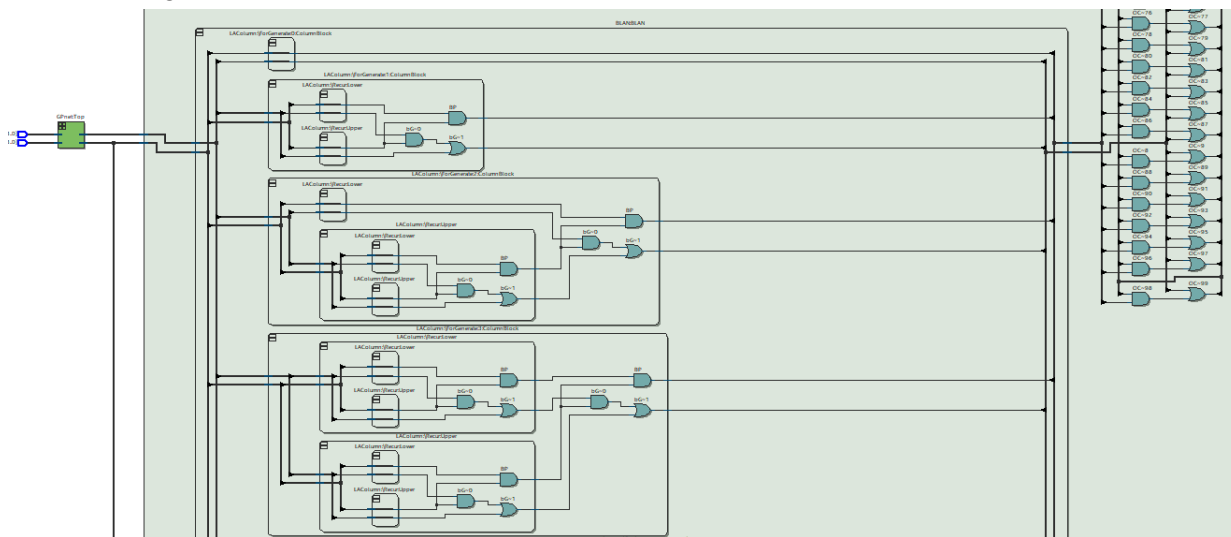 BLAN:BLAN
LAColumn:\forGenerate0:ColumnBlock
LAColumn:\forGenerate1:ColumnBlock
LAColumn:\RecurLower
BP
LAColumn:\RecurUpper
bG~0
bG~1
GPnetTop
LAColumn:\forGenerate2:ColumnBlock
LAColumn:\RecurLower
BP
LAColumn:\RecurUpper
bG~0
bG~1
LAColumn:\RecurLower
BP
LAColumn:\RecurUpper
bG~0
bG~1
LAColumn:\forGenerate3:ColumnBlock
LAColumn:\RecurLower
LAColumn:\RecurLower
BP
BP
LAColumn:\RecurUpper
bG~0
bG~1
bG~0
bG~1
LAColumn:\RecurUpper
LAColumn:\RecurLower
BP
LAColumn:\RecurUpper
bG~0
bG~1
OC~76
OC~77
OC~78
OC~79
OC~80
OC~81
OC~82
OC~83
OC~84
OC~85
OC~86
OC~87
OC~8
OC~9
OC~88
OC~89
OC~90
OC~91
OC~92
OC~93
OC~94
OC~95
OC~96
OC~97
OC~98
OC~99